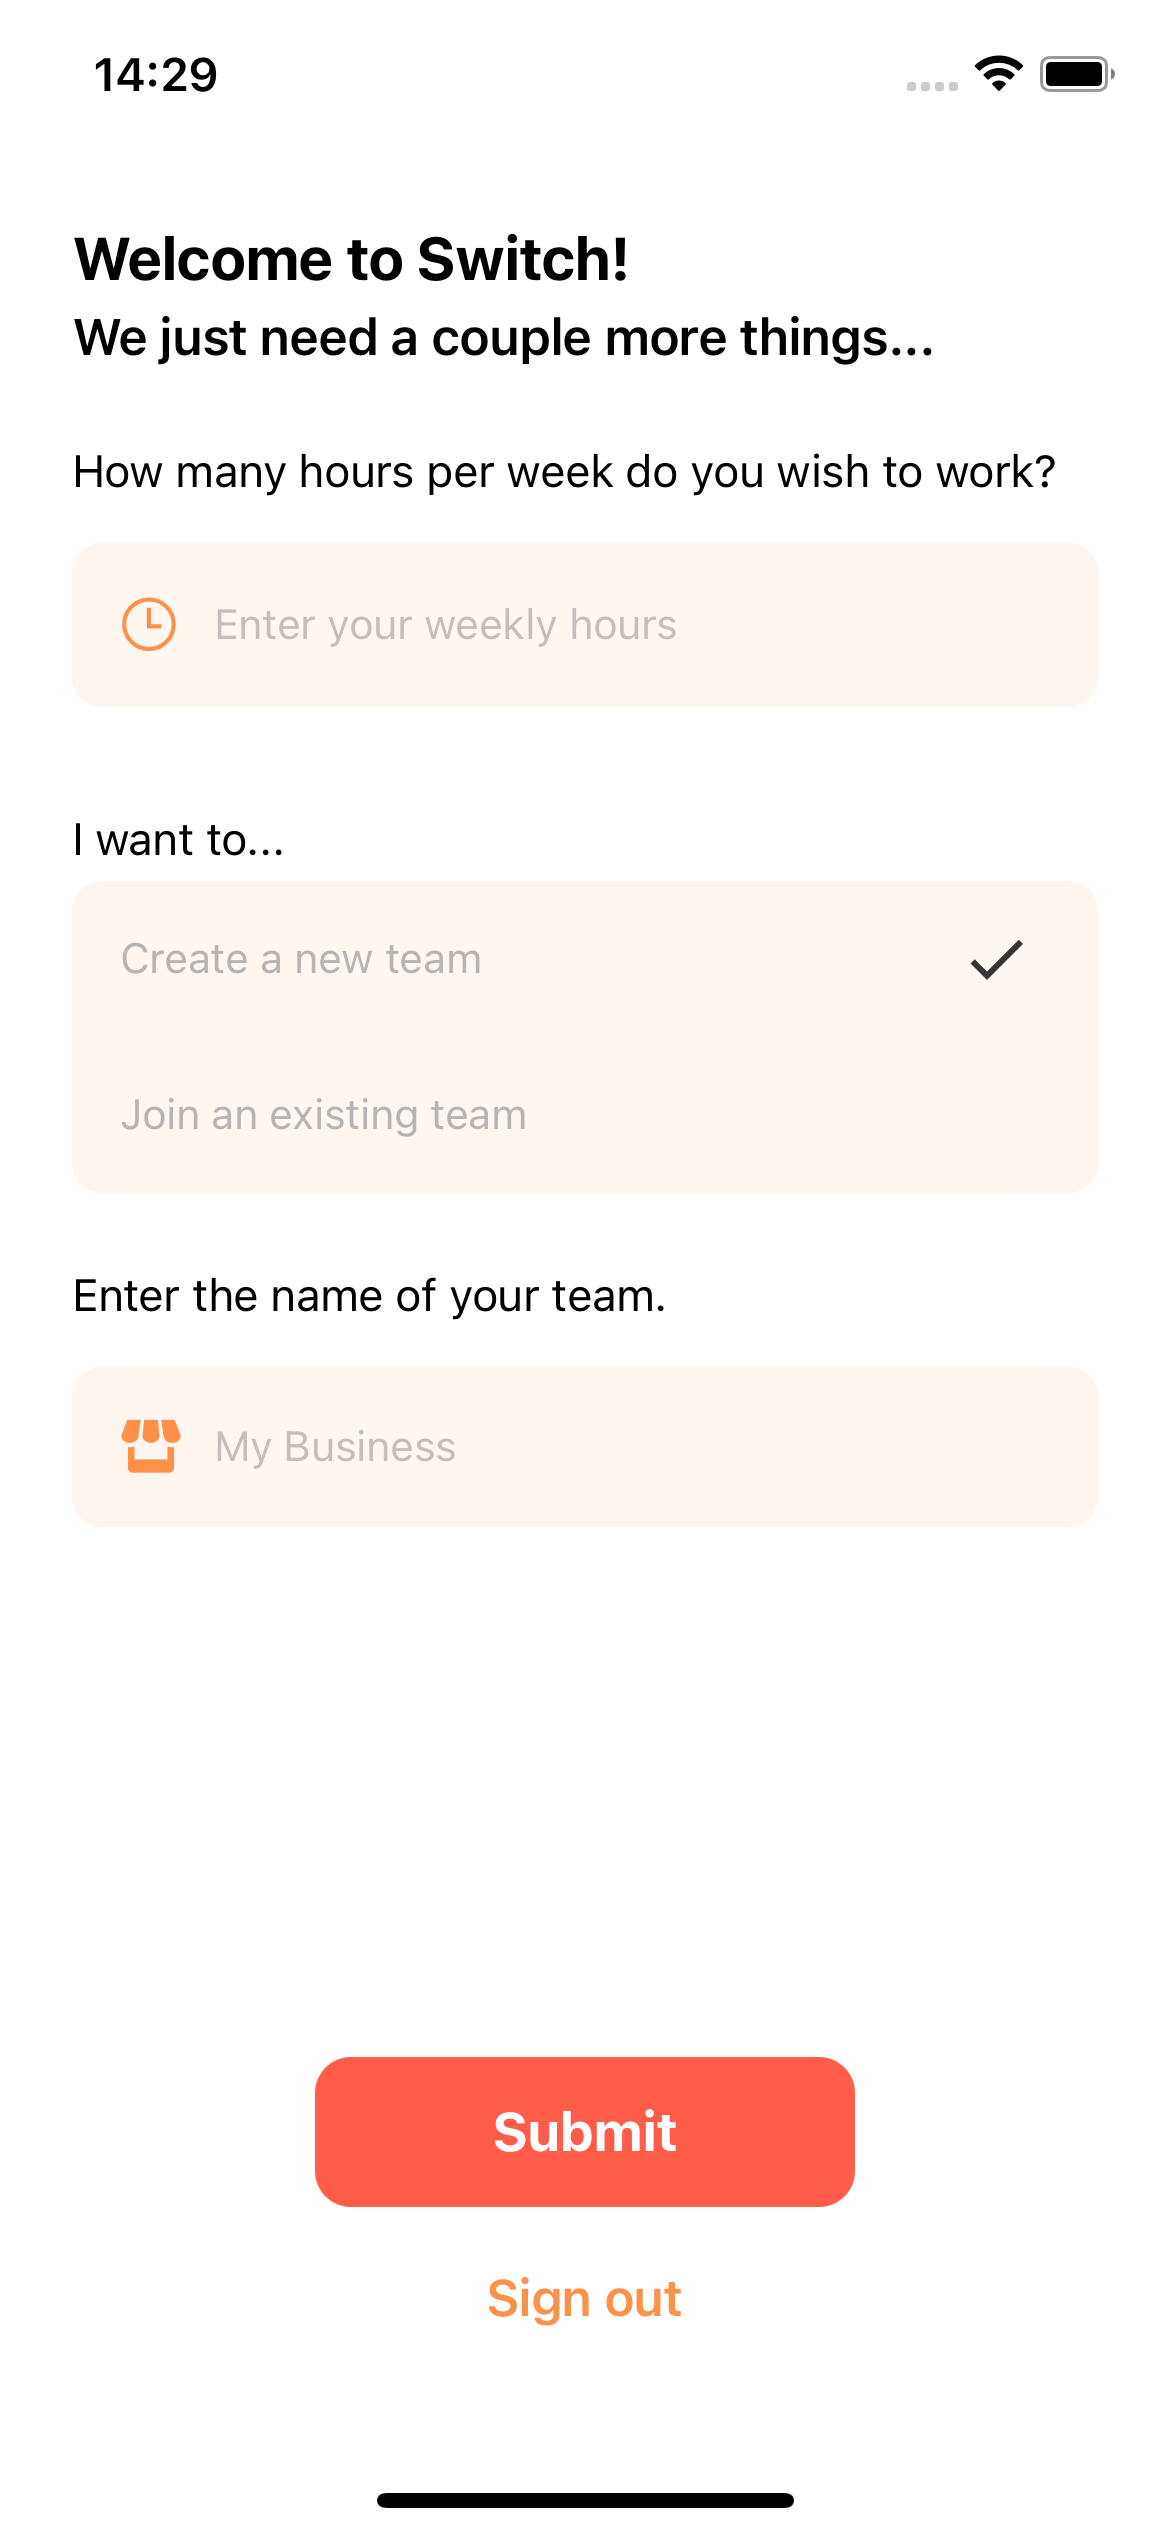 14:29
Welcome to Switch!
We just need a couple more things...
How many hours per week do you wish to work?
Enter your weekly hours
I want to...
Create a new team
Join an existing team
Enter the name of your team.
My Business
Submit
Sign out